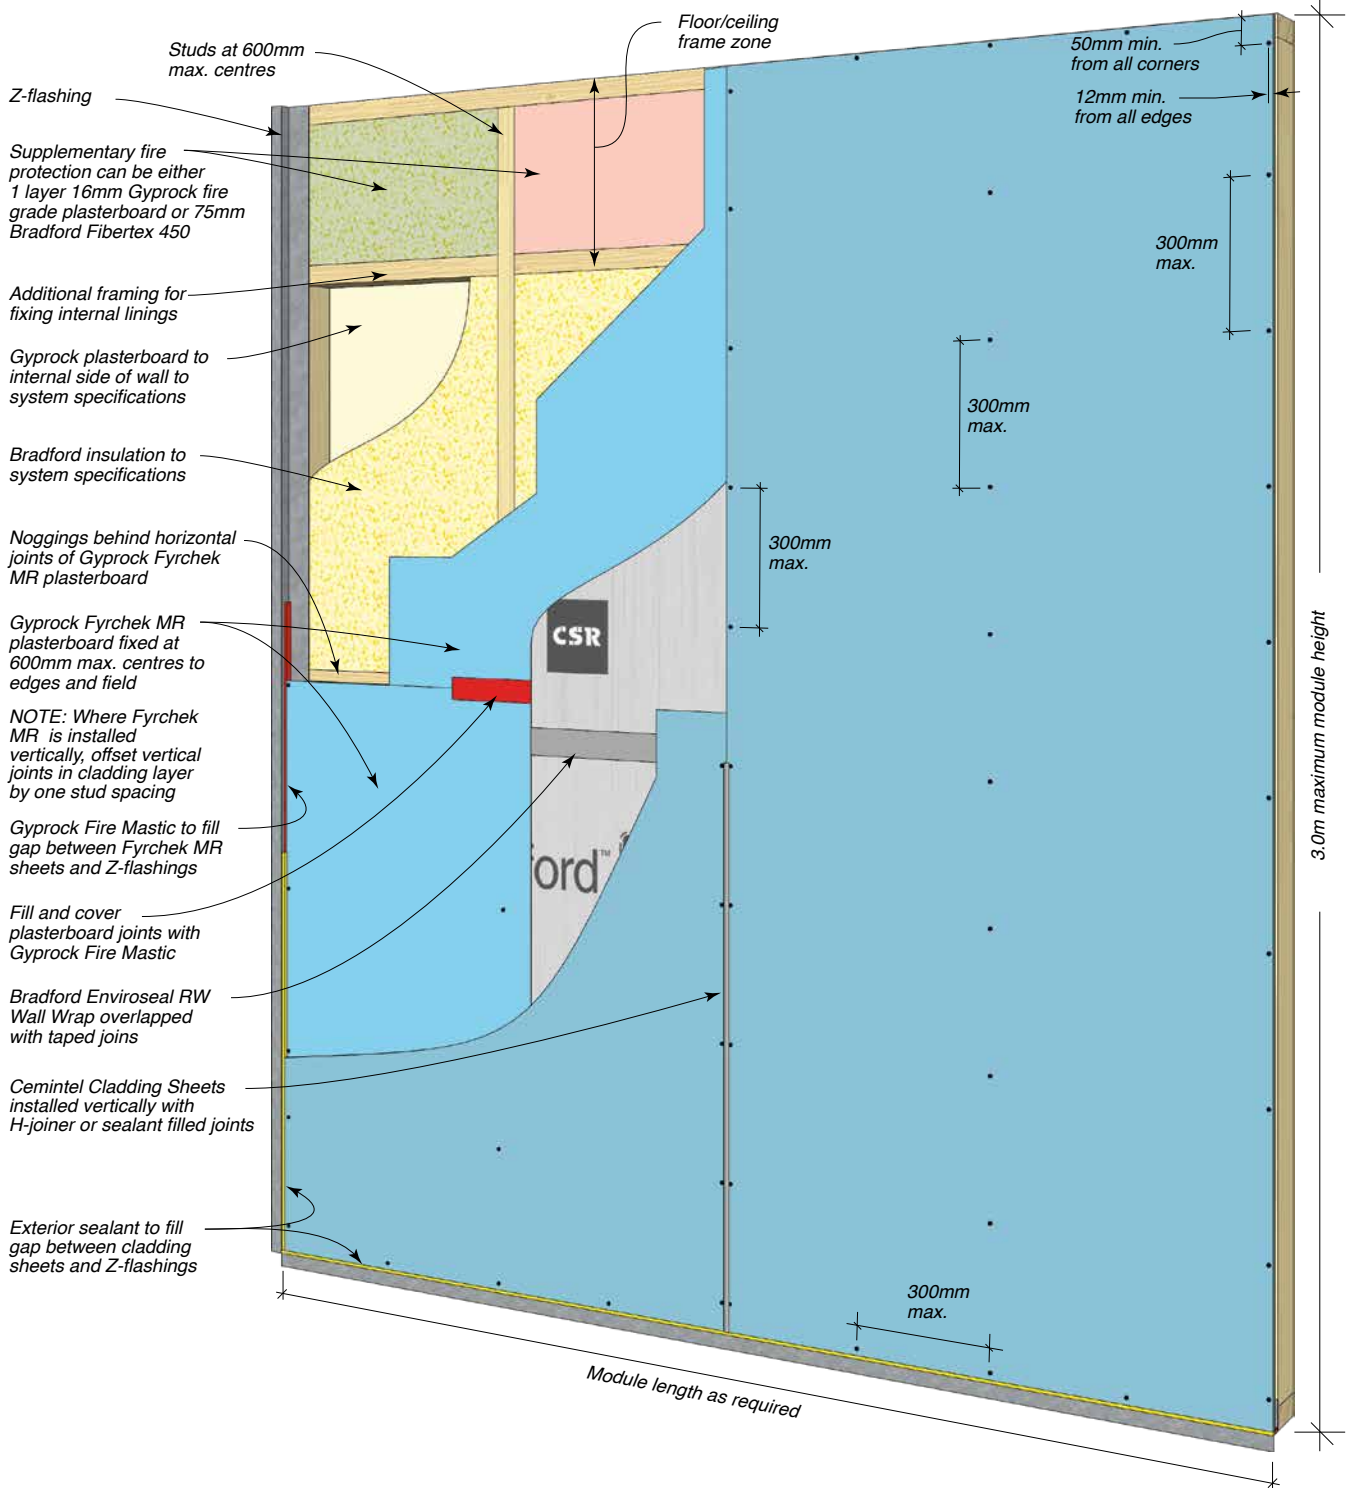 Floor/ceiling
frame zone
Studs at 600mm
max. centres
50mm min.
from all corners
Z-flashing
12mm min.
from all edges
Supplementary fire
protection can be either
1 layer 16mm Gyprock fire
grade plasterboard or 75mm
Bradford Fibertex 450
300mm
max.
Additional framing for
fixing internal linings
Gyprock plasterboard to
internal side of wall to
system specifications
300mm
max.
Bradford insulation to
system specifications
Noggings behind horizontal
joints of Gyprock Fyrchek
MR plasterboard
300mm
max.
Gyprock Fyrchek MR
plasterboard fixed at
600mm max. centres to
edges and field
CSR
3.0m maximum module height
NOTE: Where Fyrchek
MR is installed
vertically, offset vertical
joints in cladding layer
by one stud spacing
Gyprock Fire Mastic to fill
gap between Fyrchek MR
sheets and Z-flashings
ford™
Fill and cover
plasterboard joints with
Gyprock Fire Mastic
Bradford Enviroseal RW
Wall Wrap overlapped
with taped joins
Cemintel Cladding Sheets
installed vertically with
H-joiner or sealant filled joints
Exterior sealant to fill
gap between cladding
sheets and Z-flashings
300mm
max.
Module length as required